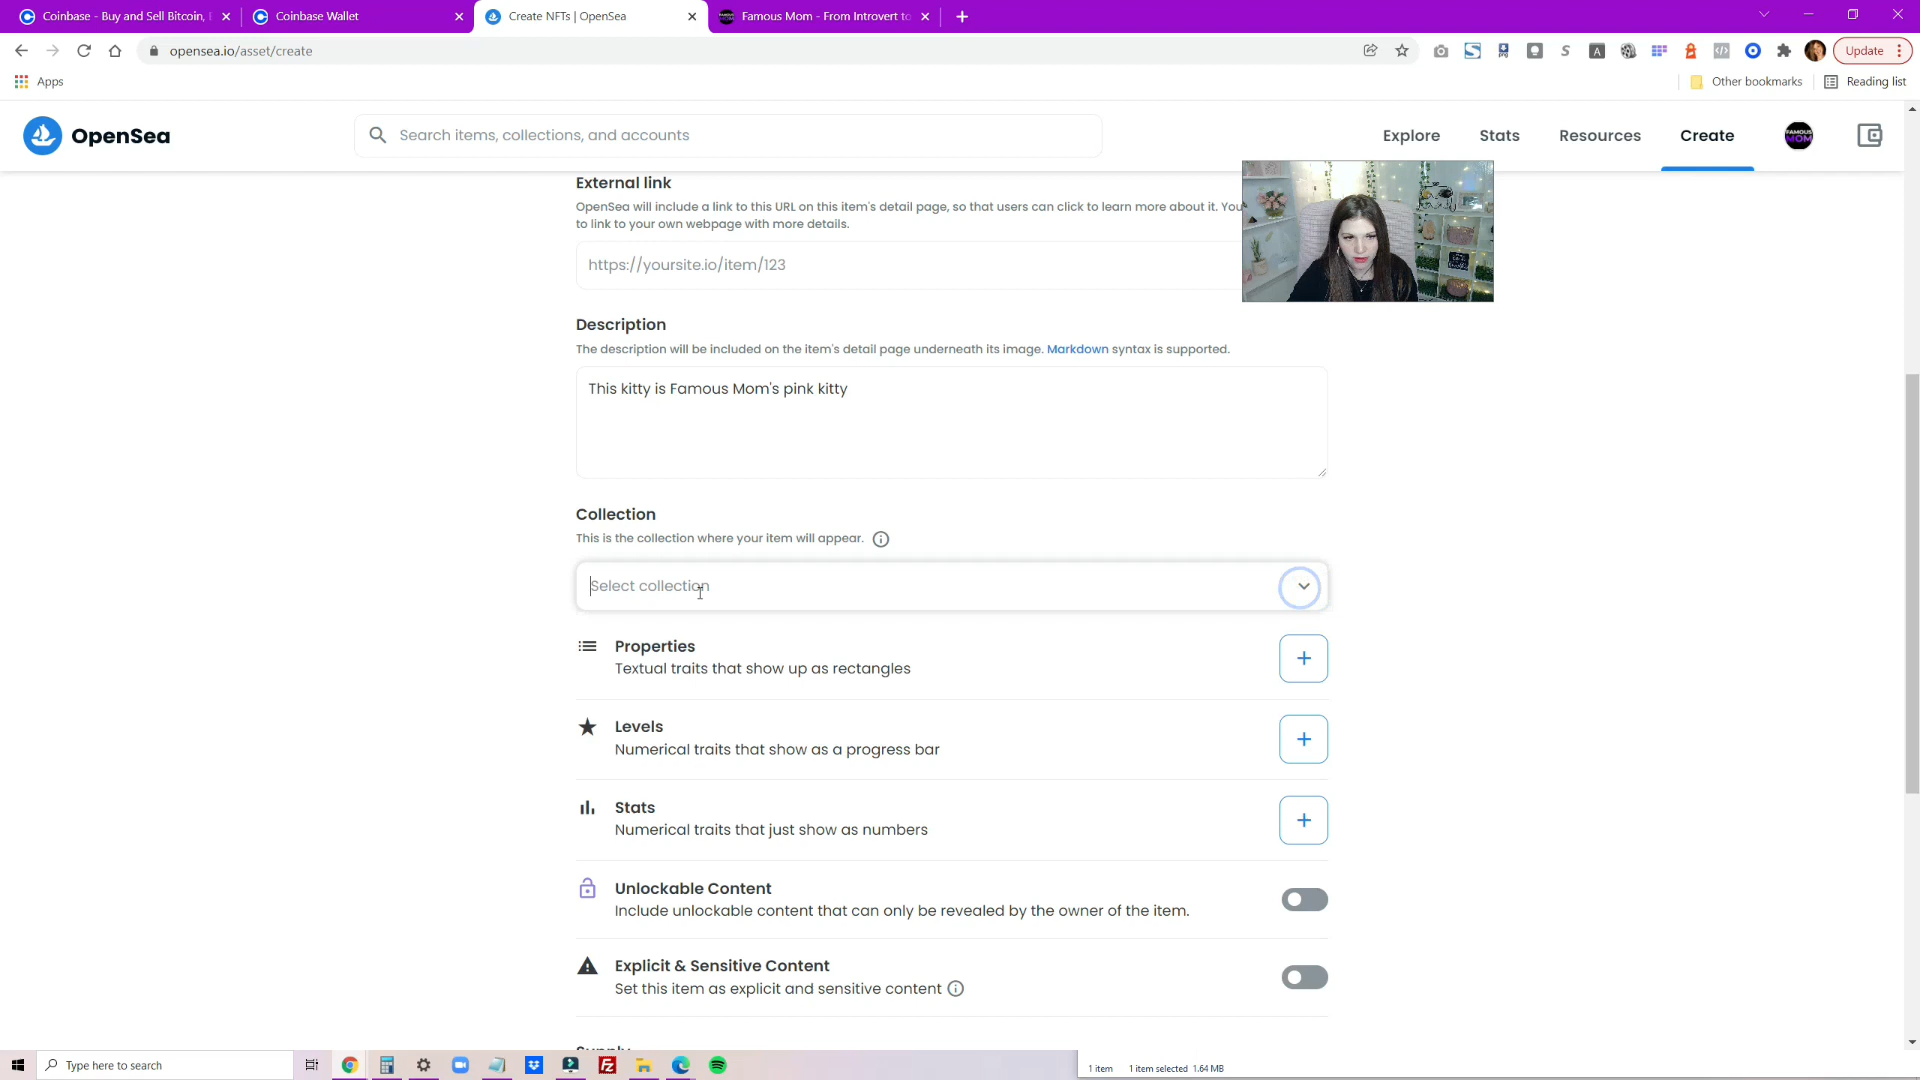 Coinbase - Buy and Sell Bitcoin,
Coinbase Wallet
Create NFTs | OpenSea
Famous Mom - From Introvert to
opensea.io/asset/create
Update
Apps
Other bookmarks
Reading list
OpenSea
Search items, collections, and accounts
Explore
Stats
Resources
Create
FAMOUS
MOM
External link
OpenSea will include a link to this URL on this item's detail page, so that users can click to learn more about it. You
to link to your own webpage with more details.
https://yoursite.io/item/123
Description
The description will be included on the item's detail page underneath its image. Markdown syntax is supported.
This kitty is Famous Mom's pink kitty
Collection
This is the collection where your item will appear.
Select collection
Properties
Textual traits that show up as rectangles
Levels
Numerical traits that show as a progress bar
Stats
Numerical traits that just show as numbers
Unlockable Content
Include unlockable content that can only be revealed by the owner of the item.
Explicit & Sensitive Content
Set this item as explicit and sensitive content
Supply
Type here to search
1 item
1 item selected 1.64 MB